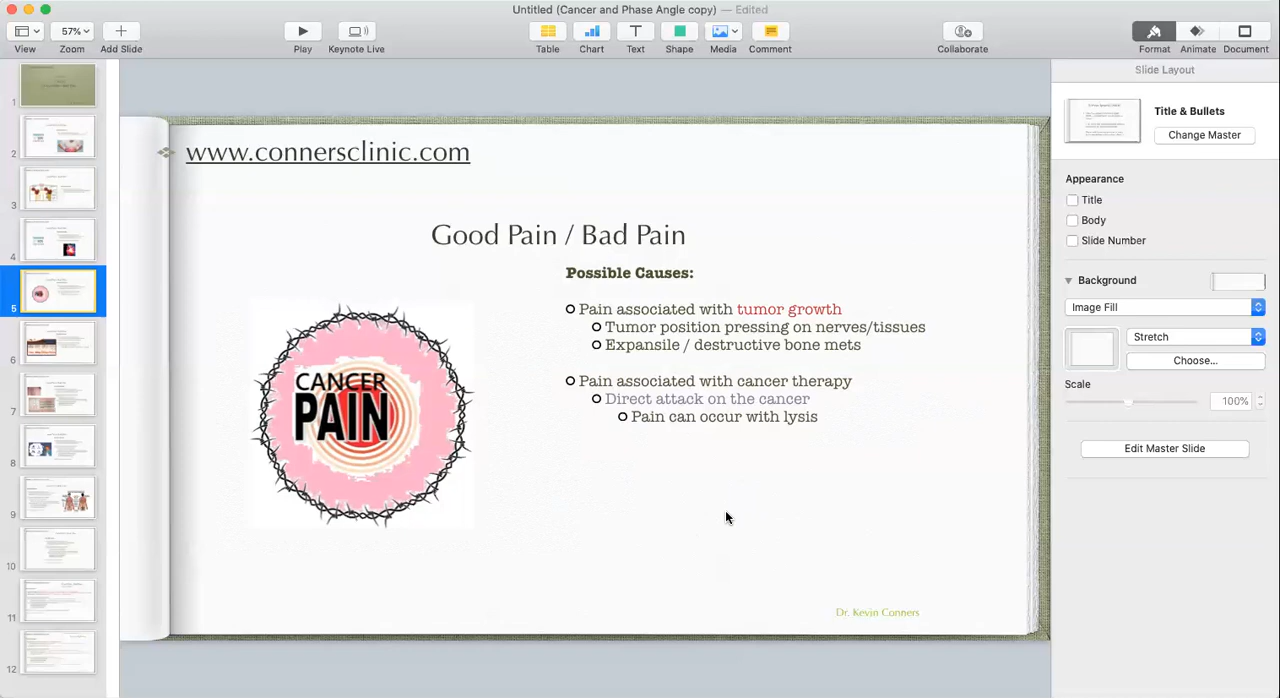 Untitled (Cancer and Phase Angle copy) — Edited
57%
View
Zoom
Add Slide
Play
Keynote Live
Table
Chart
Text
Shape
Media
Comment
Collaborate
Format
Animate
Document
1
2
3
4
5
6
7
8
9
10
11
12
www.connersclinic.com
Good Pain / Bad Pain
Possible Causes:
Pain associated with tumor growth
Tumor position pressing on nerves/tissues
Expansile / destructive bone mets
Pain associated with cancer therapy
Direct attack on the cancer
Pain can occur with lysis
CANCER
PAIN
Dr. Kevin Conners
Slide Layout
Title & Bullets
Change Master
Appearance
Title
Body
Slide Number
Background
Image Fill
Stretch
Choose...
Scale
100%
Edit Master Slide